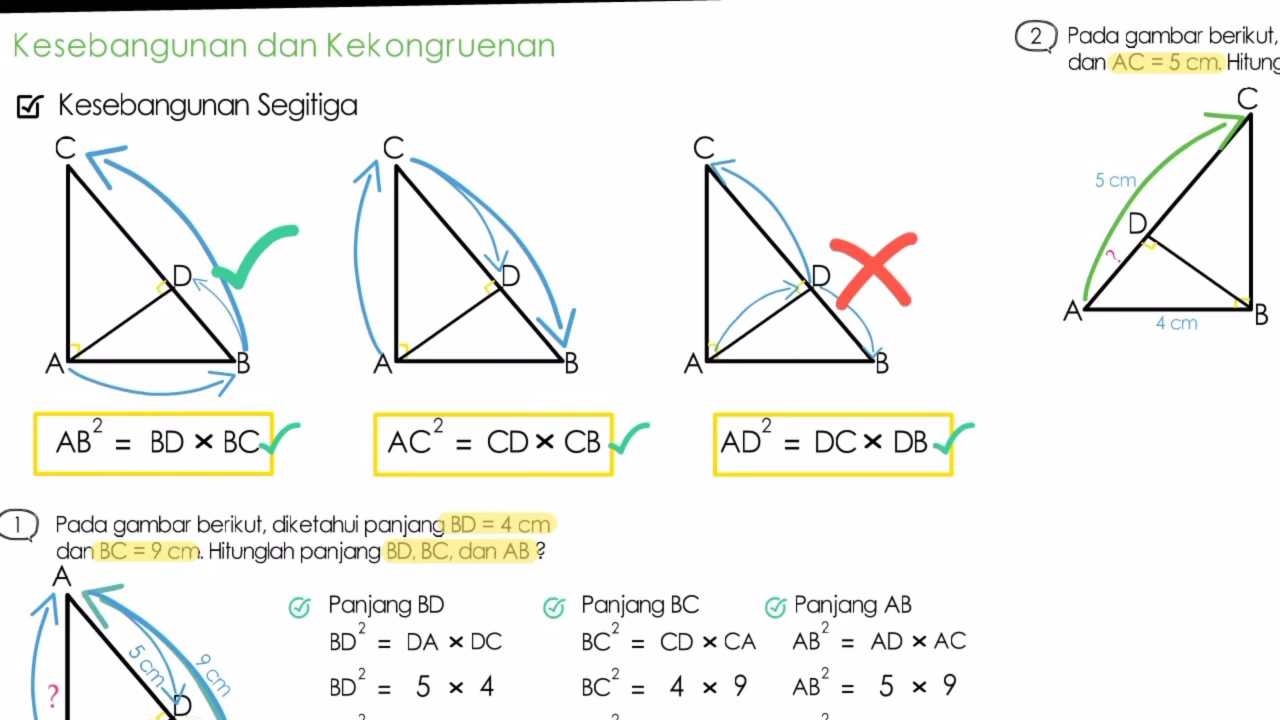 Kesebangunan dan Kekongruenan
Kesebangunan Segitiga
C
D
A
B
AB² = BD × BC
C
D
A
B
AC² = CD × CB
C
D
A
B
AD² = DC × DB
1
Pada gambar berikut, diketahui panjang BD = 4 cm
dan BC = 9 cm. Hitunglah panjang BD, BC, dan AB ?
A
5 cm
9 cm
?
D
Panjang BD
BD² = DA × DC
BD² = 5 × 4
Panjang BC
BC² = CD × CA
BC² = 4 × 9
Panjang AB
AB² = AD × AC
AB² = 5 × 9
2
Pada gambar berikut,
dan AC = 5 cm. Hitung
C
5 cm
D
?
A
B
4 cm